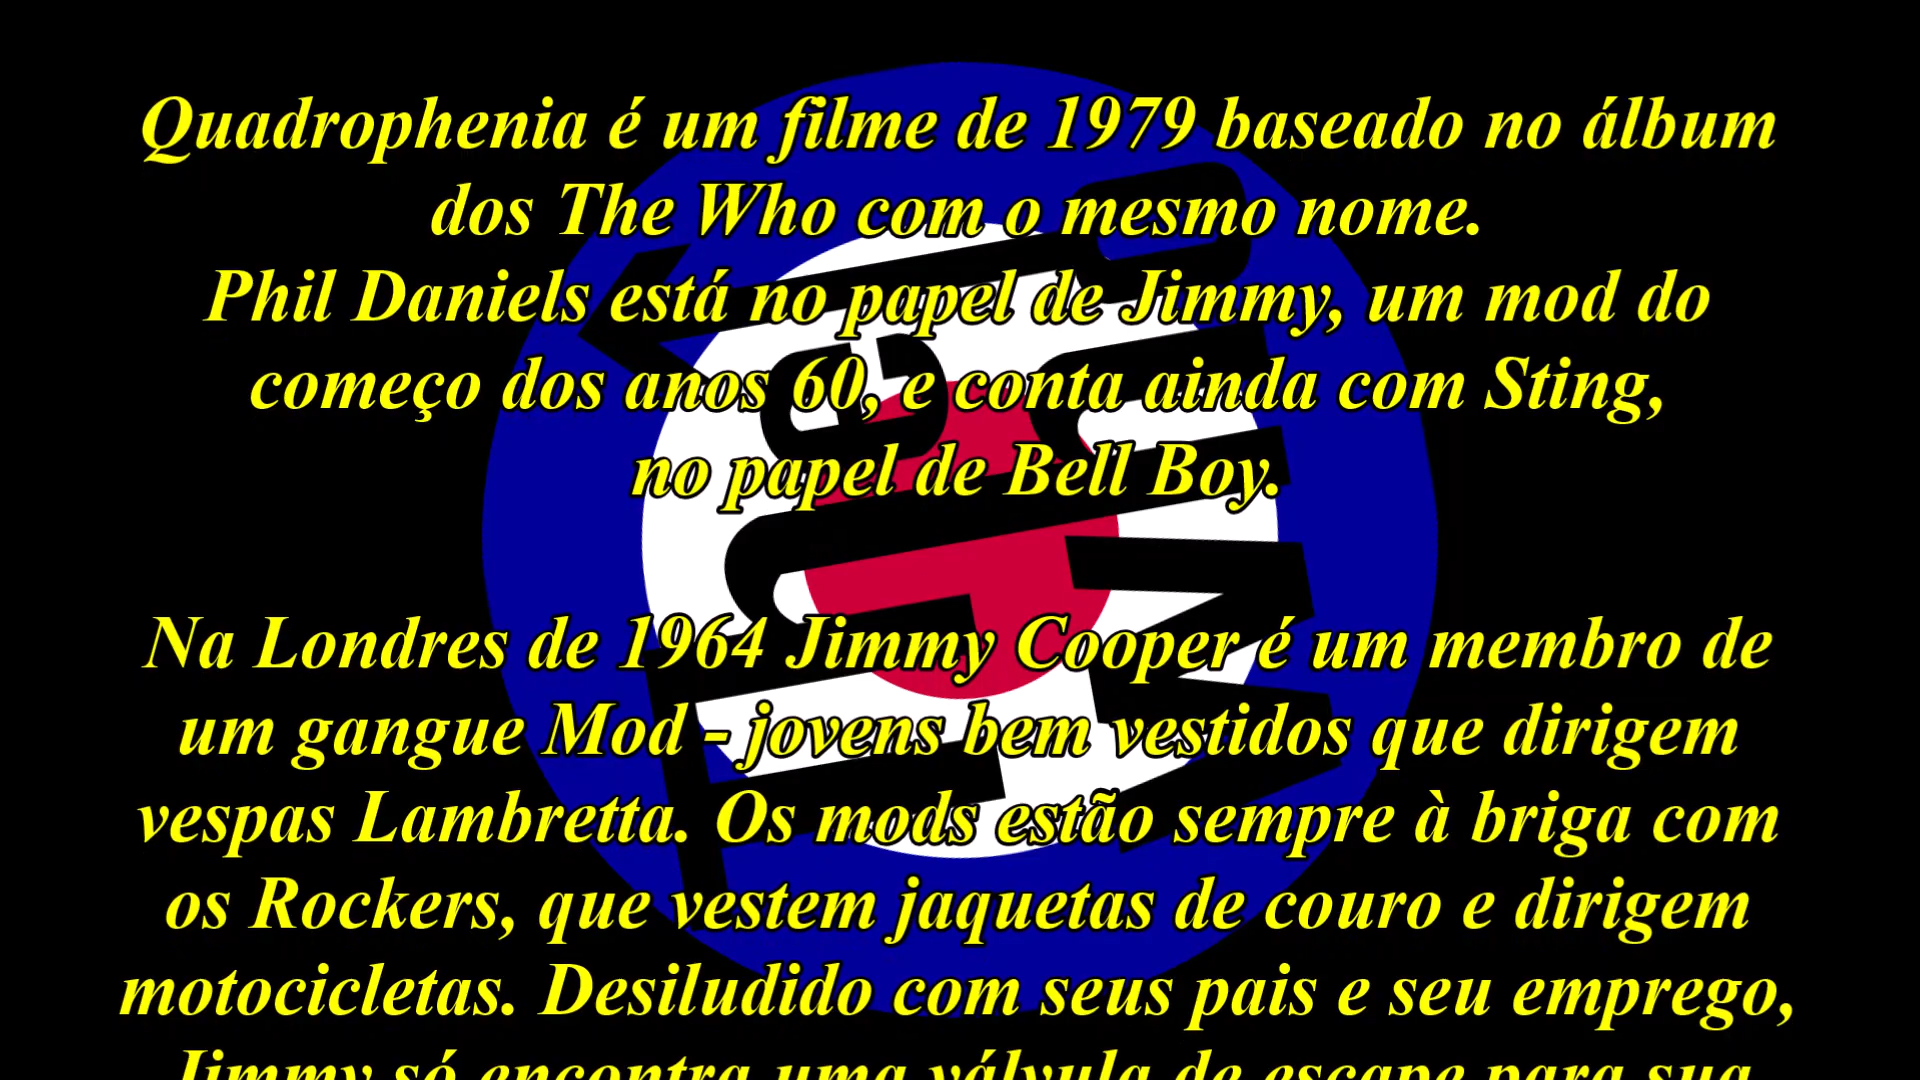 Quadrophenia é um filme de 1979 baseado no álbum
dos The Who com o mesmo nome.
Phil Daniels está no papel de Jimmy, um mod do
começo dos anos 60, e conta ainda com Sting,
no papel de Bell Boy.
Na Londres de 1964 Jimmy Cooper é um membro de
um gangue Mod - jovens bem vestidos que dirigem
vespas Lambretta. Os mods estão sempre à briga com
os Rockers, que vestem jaquetas de couro e dirigem
motocicletas. Desiludido com seus pais e seu emprego,
Jimmy só encontra uma válvula de escape para sua